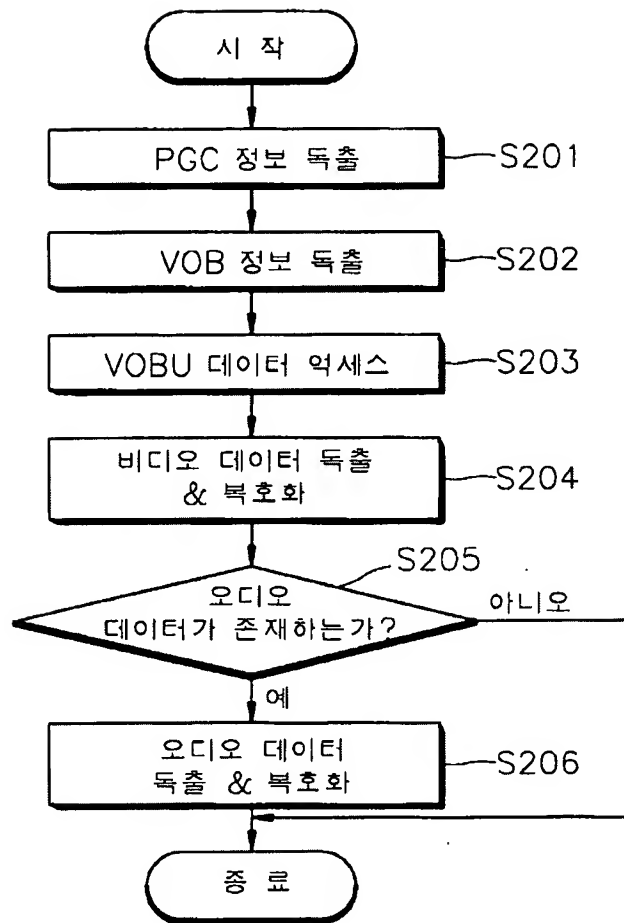 시 작
PGC 정보 독출
S201
VOB 정보 독출
S202
VOBU 데이터 억세스
S203
비디오 데이터 독출
& 복호화
S204
S205
오디오
데이터가 존재하는가?
아니오
예
오디오 데이터
독출 & 복호화
S206
종 료